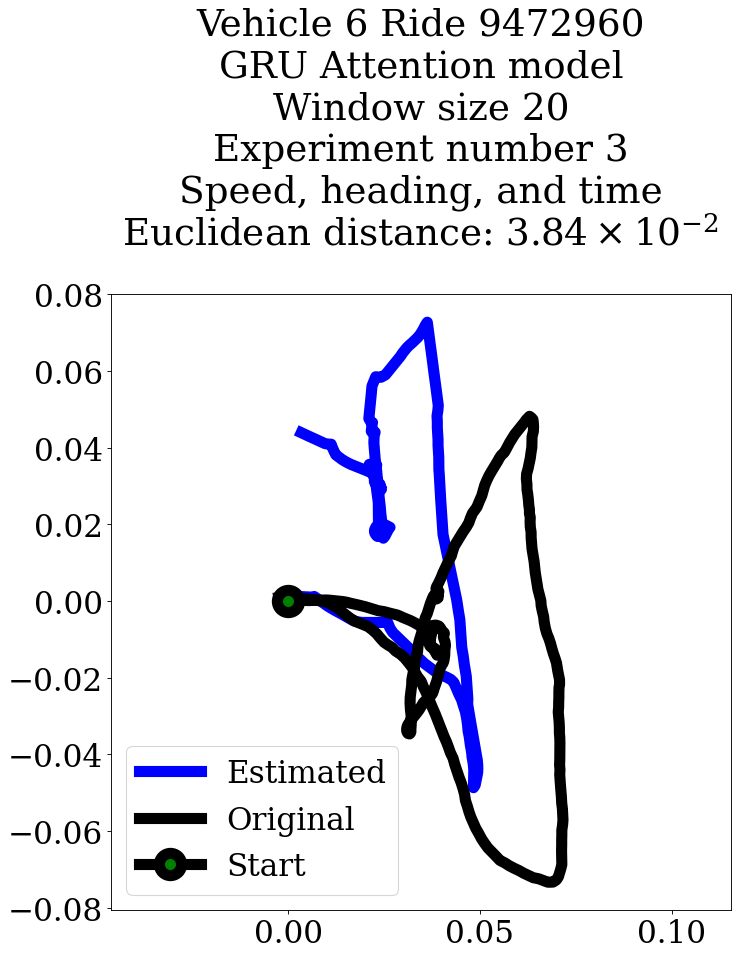 Vehicle 6 Ride 9472960
GRU Attention model
Window size 20
Experiment number 3
Speed, heading, and time
Euclidean distance: 3.84 × 10⁻²
0.08
0.06
0.04
0.02
0.00
−0.02
−0.04
−0.06
−0.08
Estimated
Original
Start
0.00 0.05 0.10